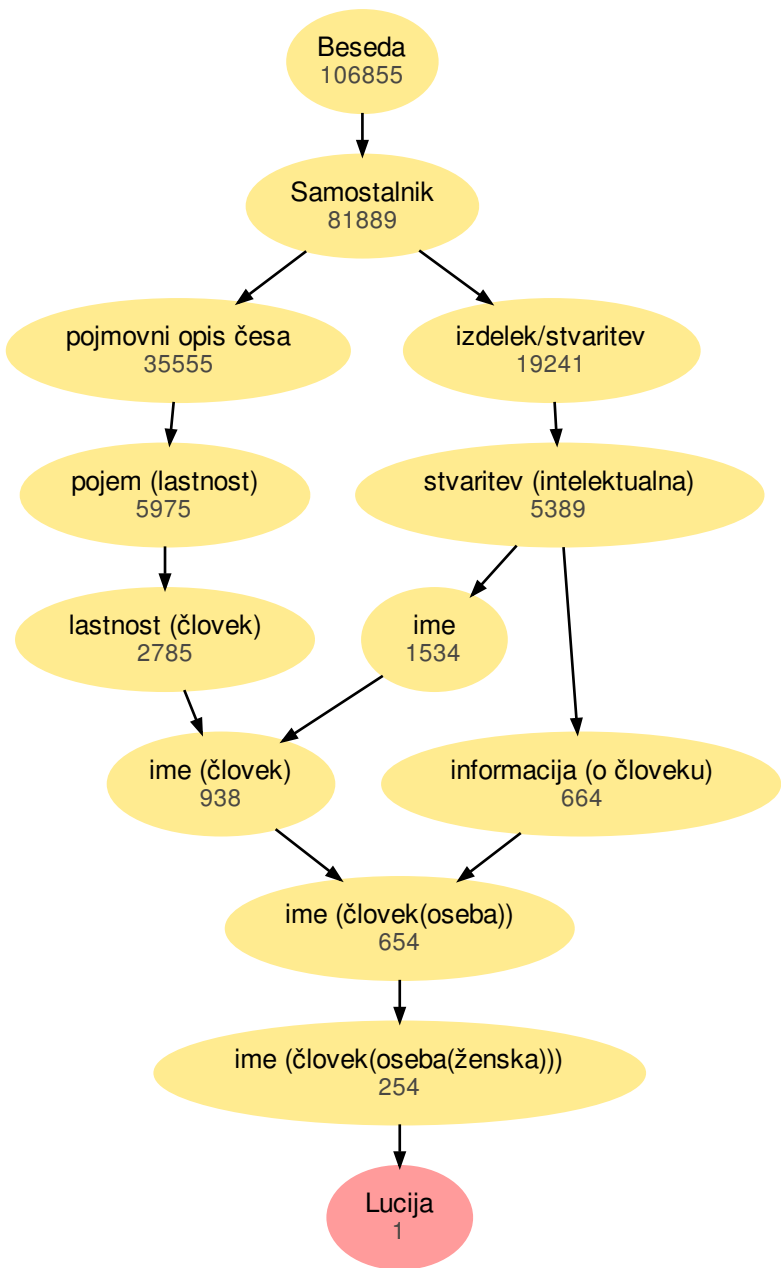 Beseda
106855
Samostalnik
81889
pojmovni opis česa
35555
izdelek/stvaritev
19241
pojem (lastnost)
5975
stvaritev (intelektualna)
5389
lastnost (človek)
2785
ime
1534
ime (človek)
938
informacija (o človeku)
664
ime (človek(oseba))
654
ime (človek(oseba(ženska)))
254
Lucija
1